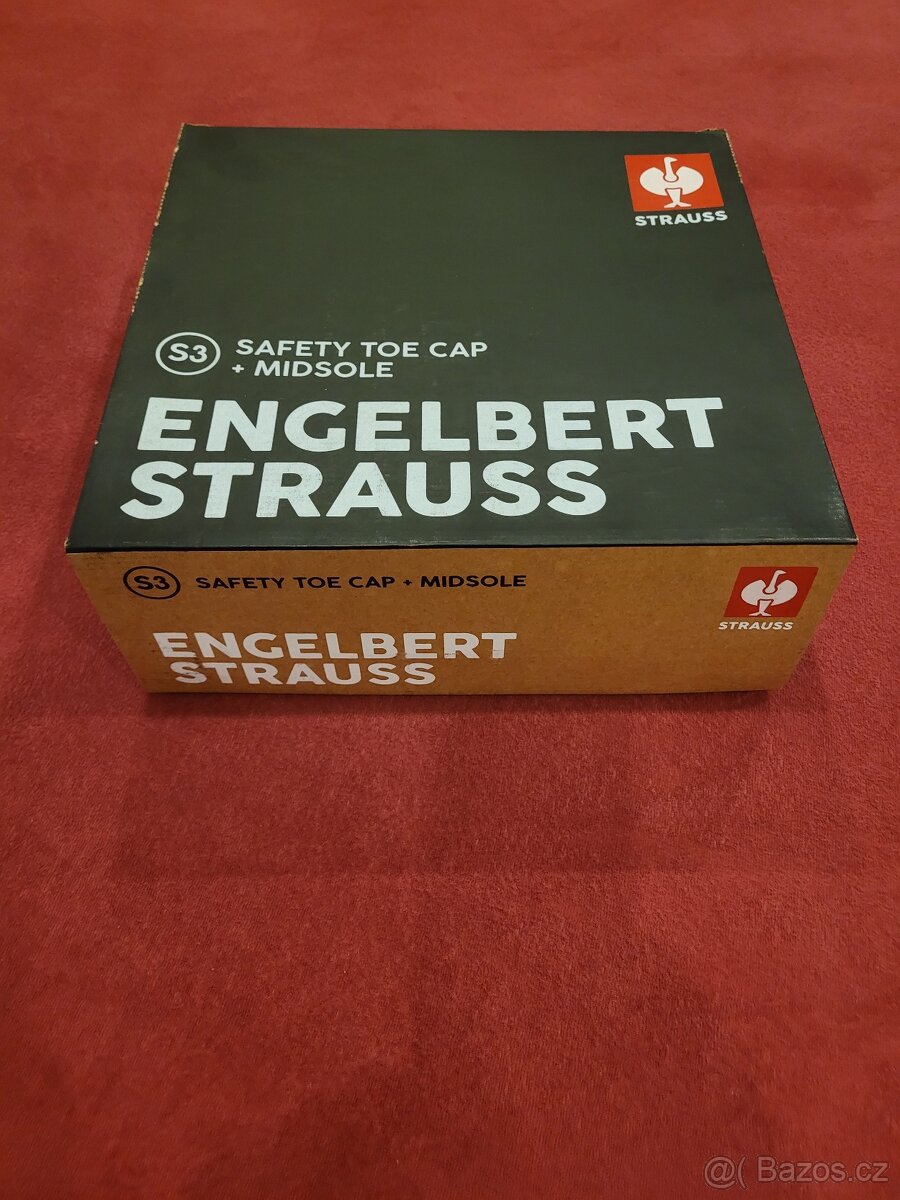 STRAUSS
S3 SAFETY TOE CAP
+ MIDSOLE
ENGELBERT
STRAUSS
S3 SAFETY TOE CAP + MIDSOLE
STRAUSS
ENGELBERT
STRAUSS
@( Bazos.cz